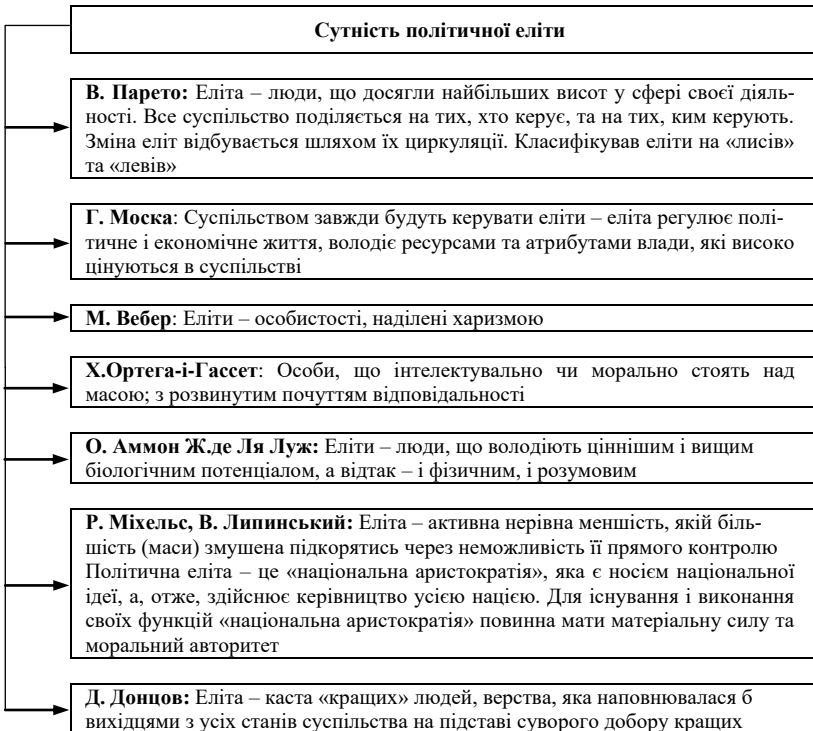 Сутність політичної еліти
В. Парето: Еліта – люди, що досягли найбільших висот у сфері своєї діяль-
ності. Все суспільство поділяється на тих, хто керує, та на тих, ким керують.
Зміна еліт відбувається шляхом їх циркуляції. Класифікував еліти на «лисів»
та «левів»
Г. Моска: Суспільством завжди будуть керувати еліти – еліта регулює полі-
тичне і економічне життя, володіє ресурсами та атрибутами влади, які високо
цінуються в суспільстві
М. Вебер: Еліти – особистості, наділені харизмою
Х.Ортега-і-Гассет: Особи, що інтелектуально чи морально стоять над
масою; з розвинутим почуттям відповідальності
О. Аммон Ж.де Ля Луж: Еліти – люди, що володіють ціннішим і вищим
біологічним потенціалом, а відтак – і фізичним, і розумовим
Р. Міхельс, В. Липинський: Еліта – активна нерівна меншість, якій біль-
шість (маси) змушена підкорятись через неможливість її прямого контролю
Політична еліта – це «національна аристократія», яка є носієм національної
ідеї, а, отже, здійснює керівництво усією нацією. Для існування і виконання
своїх функцій «національна аристократія» повинна мати матеріальну силу та
моральний авторитет
Д. Донцов: Еліта – каста «кращих» людей, верства, яка наповнювалася б
вихідцями з усіх станів суспільства на підставі суворого добору кращих